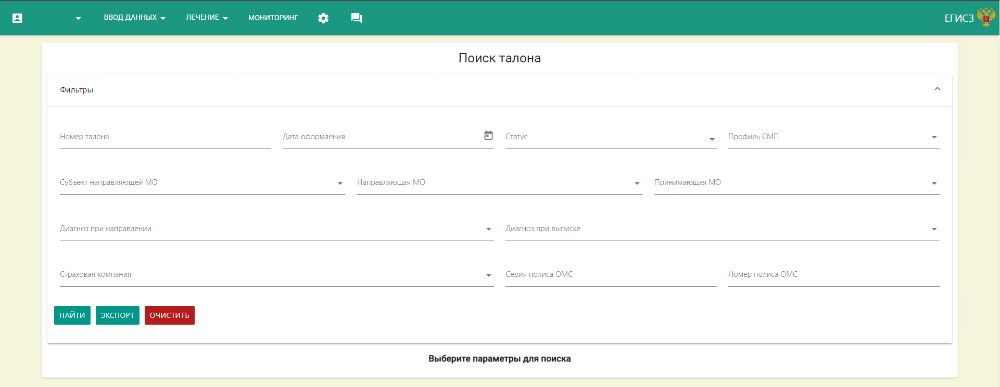 ВВОД ДАННЫХ ЛЕЧЕНИЕ МОНИТОРИНГ ЕГИСЗ
Поиск талона
Фильтры
Номер талона Дата оформления Статус Профиль СМП
Субъект направляющей МО Направляющая МО Принимающая МО
Диагноз при направлении Диагноз при выписке
Страховая компания Серия полиса ОМС Номер полиса ОМС
НАЙТИ ЭКСПОРТ ОЧИСТИТЬ
Выберите параметры для поиска